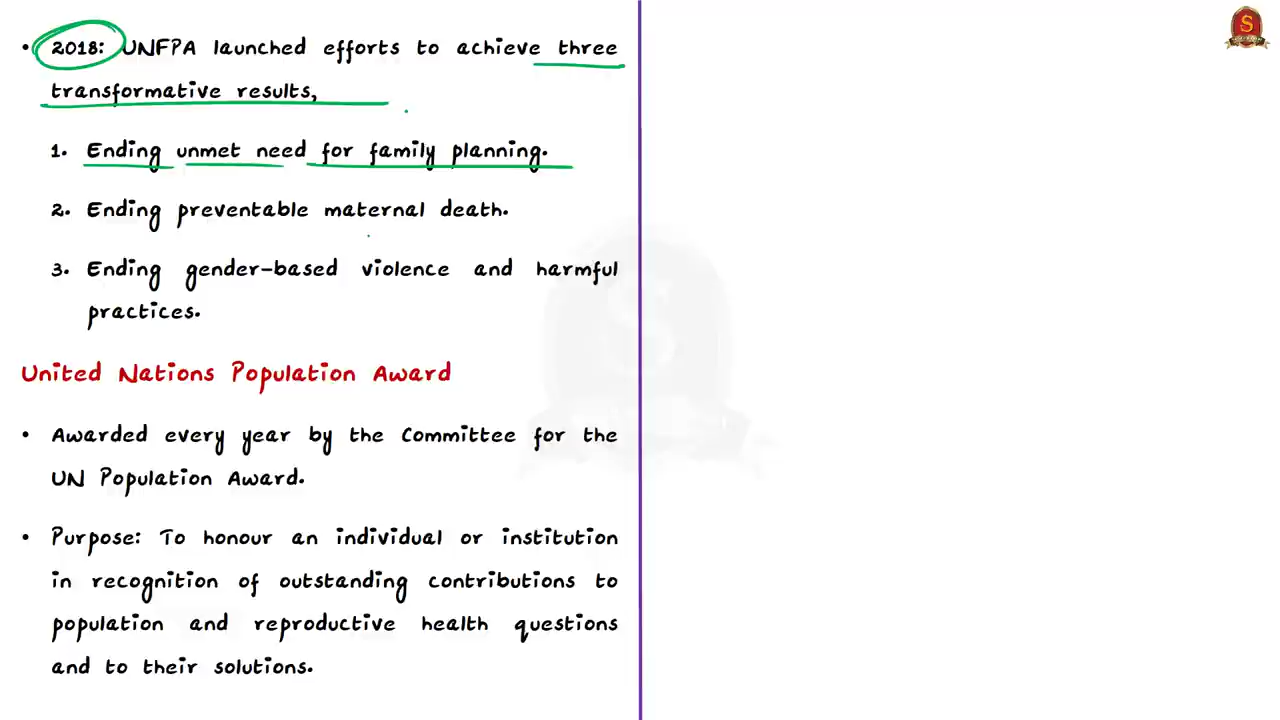 • 2018: UNFPA launched efforts to achieve three
transformative results,
1. Ending unmet need for family planning.
2. Ending preventable maternal death.
3. Ending gender-based violence and harmful
practices.
United Nations Population Award
• Awarded every year by the Committee for the
UN Population Award.
• Purpose: To honour an individual or institution
in recognition of outstanding contributions to
population and reproductive health questions
and to their solutions.
S